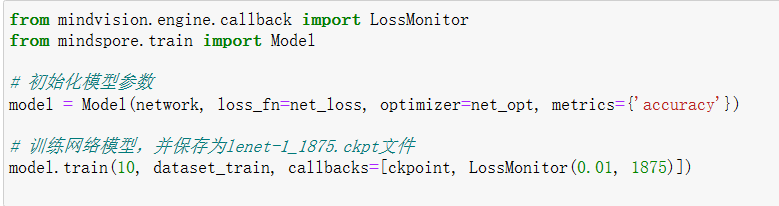 from mindvision.engine.callback import LossMonitor
from mindspore.train import Model
# 初始化模型参数
model = Model(network, loss_fn=net_loss, optimizer=net_opt, metrics={'accuracy'})
# 训练网络模型，并保存为lenet-1_1875.ckpt文件
model.train(10, dataset_train, callbacks=[ckpoint, LossMonitor(0.01, 1875)])